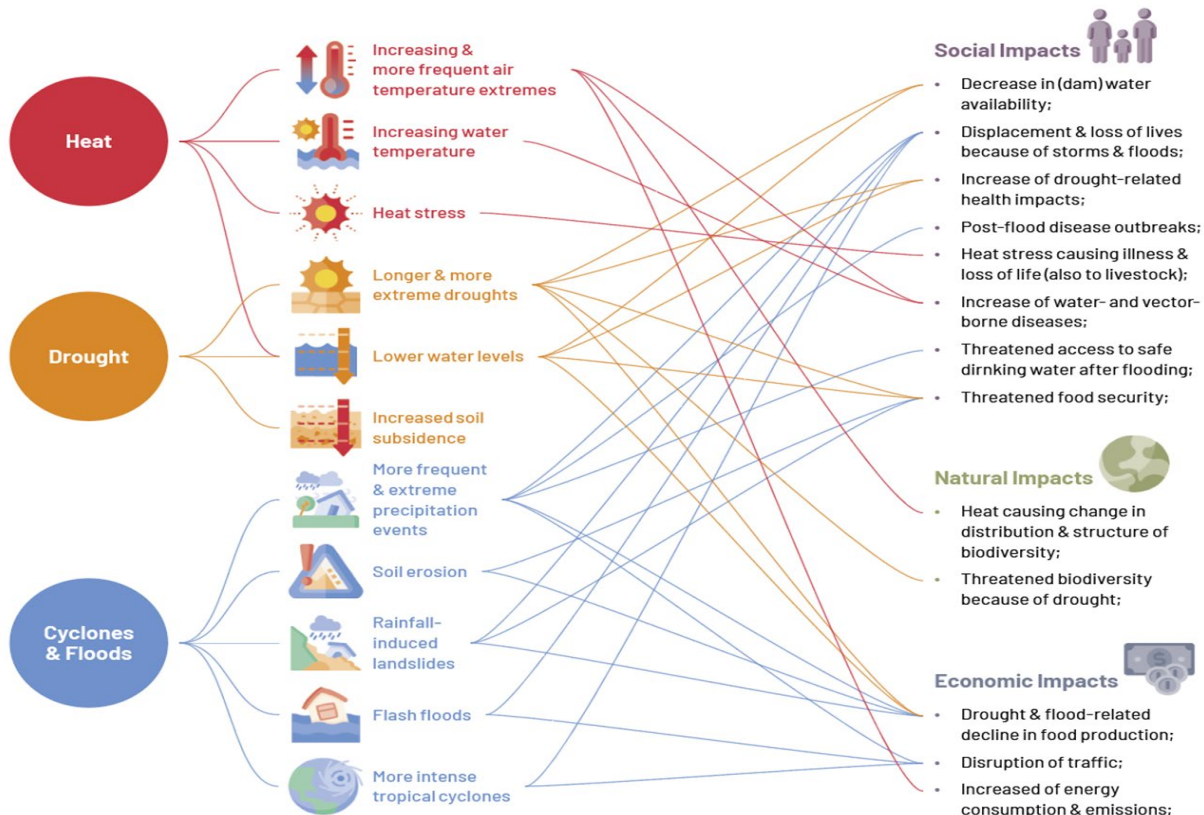 Heat
Drought
Cyclones
& Floods
Increasing &
more frequent air
temperature extremes
Increasing water
temperature
Heat stress
Longer & more
extreme droughts
Lower water levels
Increased soil
subsidence
More frequent
& extreme
precipitation
events
Soil erosion
Rainfall-
induced
landslides
Flash floods
More intense
tropical cyclones
Social Impacts
• Decrease in (dam) water
availability;
• Displacement & loss of lives
because of storms & floods;
• Increase of drought-related
health impacts;
• Post-flood disease outbreaks;
• Heat stress causing illness &
loss of life (also to livestock);
• Increase of water- and vector-
borne diseases;
• Threatened access to safe
dirnking water after flooding;
• Threatened food security;
Natural Impacts
• Heat causing change in
distribution & structure of
biodiversity;
• Threatened biodiversity
because of drought;
Economic Impacts
• Drought & flood-related
decline in food production;
• Disruption of traffic;
• Increased of energy
consumption & emissions;